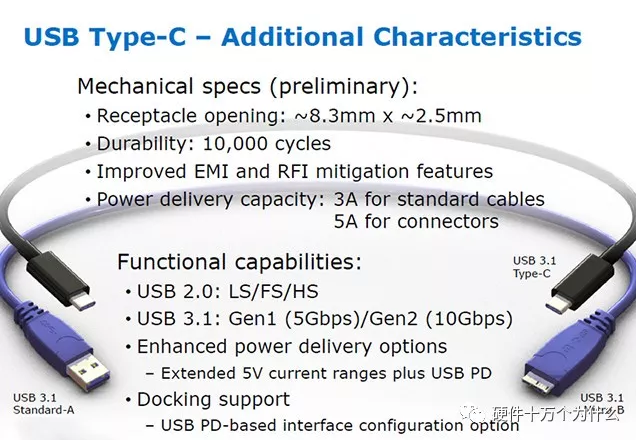 USB Type-C – Additional Characteristics
Mechanical specs (preliminary):
• Receptacle opening: ~8.3mm x ~2.5mm
• Durability: 10,000 cycles
• Improved EMI and RFI mitigation features
• Power delivery capacity: 3A for standard cables
5A for connectors
Functional capabilities:
• USB 2.0: LS/FS/HS
• USB 3.1: Gen1 (5Gbps)/Gen2 (10Gbps)
• Enhanced power delivery options
– Extended 5V current ranges plus USB PD
• Docking support
– USB PD-based interface configuration option
USB 3.1
Type-C
USB 3.1
Standard-A
USB 3.1
硬件十万个为什么